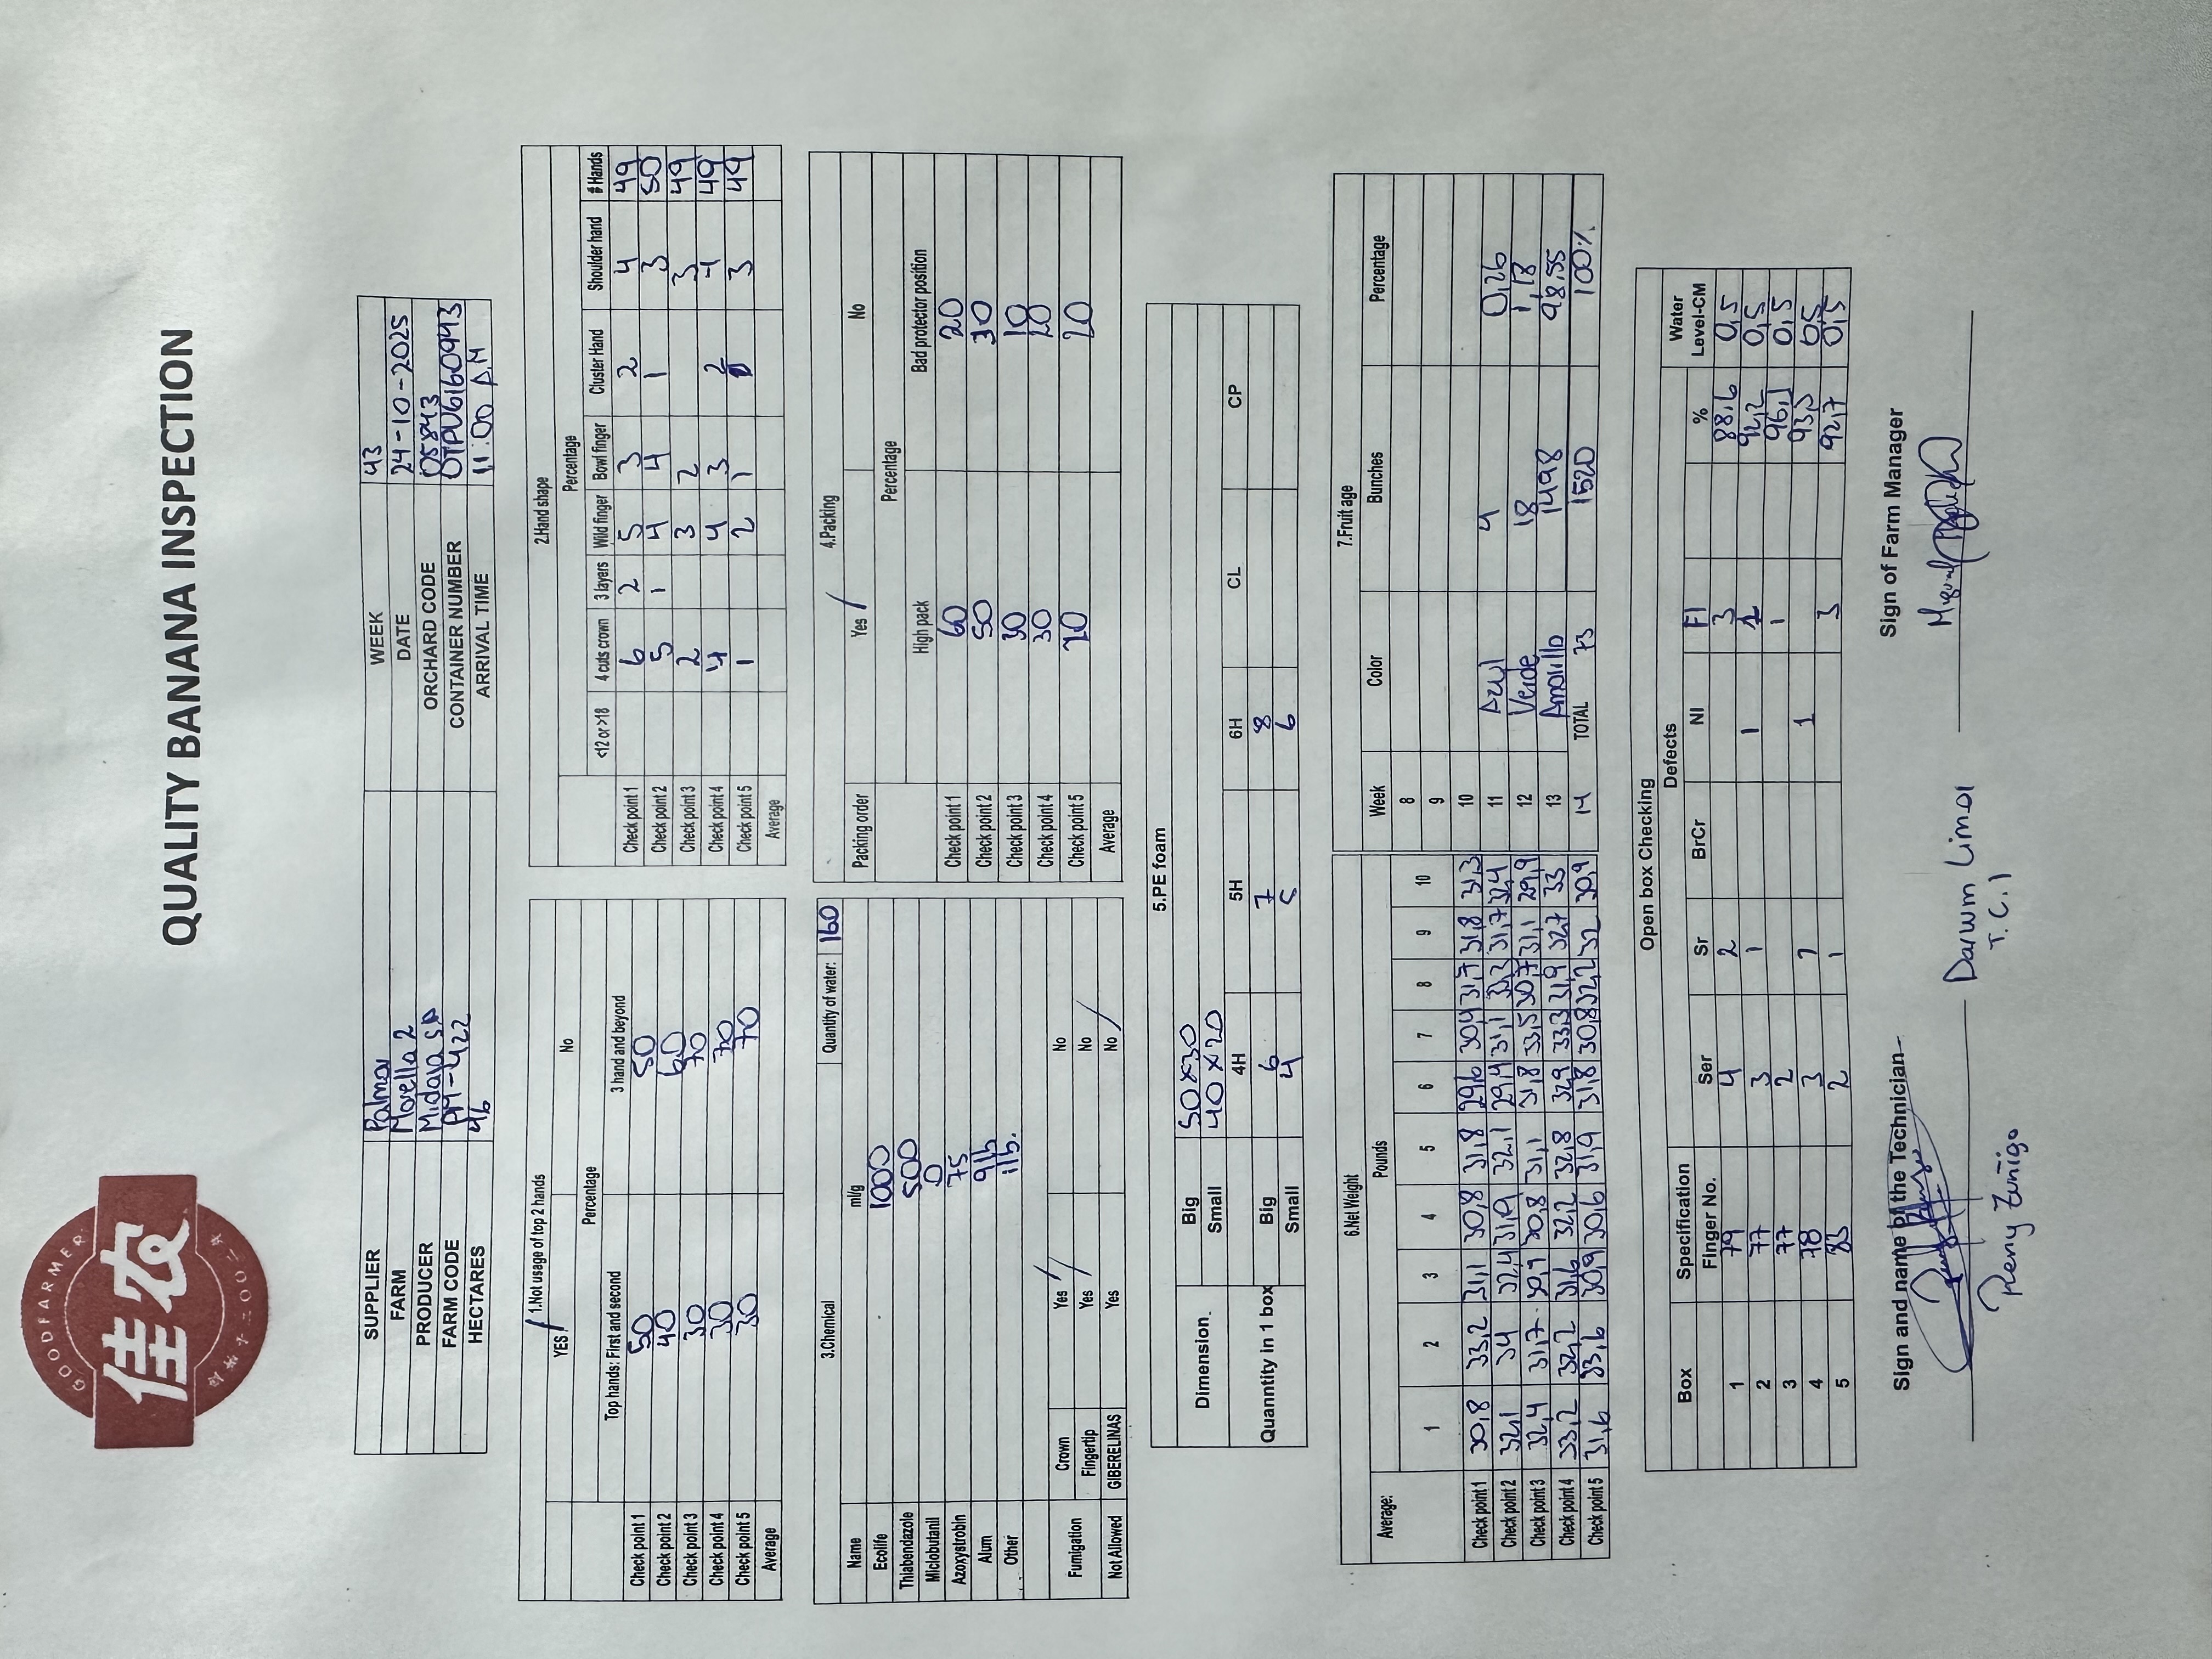 GOODFARMER
佳农
创始于二〇〇二年
QUALITY BANANA INSPECTION
SUPPLIER Palmar WEEK 43
FARM Morella 2 DATE 24-10-2025
PRODUCER Midaja SA ORCHARD CODE 05843
FARM CODE PM-422 CONTAINER NUMBER OTPU6160943
HECTARES 46 ARRIVAL TIME 11:00 A.M
1.Not usage of top 2 hands
YES / No
Percentage
Top hands: First and second 3 hand and beyond
Check point 1 50 50
Check point 2 40 60
Check point 3 30 70
Check point 4 30 70
Check point 5 30 70
Average
2.Hand shape
Percentage
<12 or >18 4 cuts crown 3 layers Wild finger Bowl finger Cluster Hand Shoulder hand # Hands
Check point 1 6 2 5 3 2 4 49
Check point 2 5 1 4 4 1 3 50
Check point 3 2 3 2 3 49
Check point 4 4 4 3 2 4 49
Check point 5 1 2 1 3 49
Average
3.Chemical Quantity of water: 160
Name ml/g
Ecolife 1000
Thiabendazole 500
Miclobutanil 0
Azoxystrobin 75
Alum 9lb
Other 1lb.
Fumigation Crown Yes / No
Fingertip Yes / No
Not Allowed GIBERELINAS Yes No /
4.Packing
Packing order Yes / No
Percentage
High pack Bad protector position
Check point 1 60 20
Check point 2 50 30
Check point 3 30 10
Check point 4 30 20
Check point 5 20 20
Average
5.PE foam
Dimension Big 50x30
Small 40x20
4H 5H 6H CL CP
Quanntity in 1 box Big 6 7 8
Small 4 5 6
6.Net Weight
Average: Pounds
1 2 3 4 5 6 7 8 9 10
Check point 1 30,8 33,2 31,1 30,8 31,8 29,6 30,4 31,7 31,8 31,3
Check point 2 32,1 34 32,4 31,9 32,1 29,4 31,1 33,3 31,7 32,4
Check point 3 32,4 31,7 30,9 30,8 31,1 31,8 33,5 30,7 31,1 29,9
Check point 4 33,2 32,2 31,6 32,2 32,8 32,9 33,3 31,9 32,7 33
Check point 5 31,6 33,6 30,9 30,6 31,9 31,8 30,8 32,2 32 30,9
7.Fruit age
Week Color Bunches Percentage
8
9
10
11 Azul 4 0,26
12 Verde 18 1,18
13 Amarillo 1498 98,55
14 TOTAL 73 1520 100%
Open box Checking
Box Specification Defects Water
Finger No. Ser Sr BrCr NI FI % Level-CM
1 79 4 2 3 88,6 0,5
2 77 3 1 1 1 92,2 0,5
3 77 2 1 96,1 0,5
4 78 3 1 1 93,5 0,5
5 83 2 1 3 92,7 0,5
Sign and name of the Technician
Sign of Farm Manager
Miguel
Darwin Limai
T.C.I
Reny Zuñiga